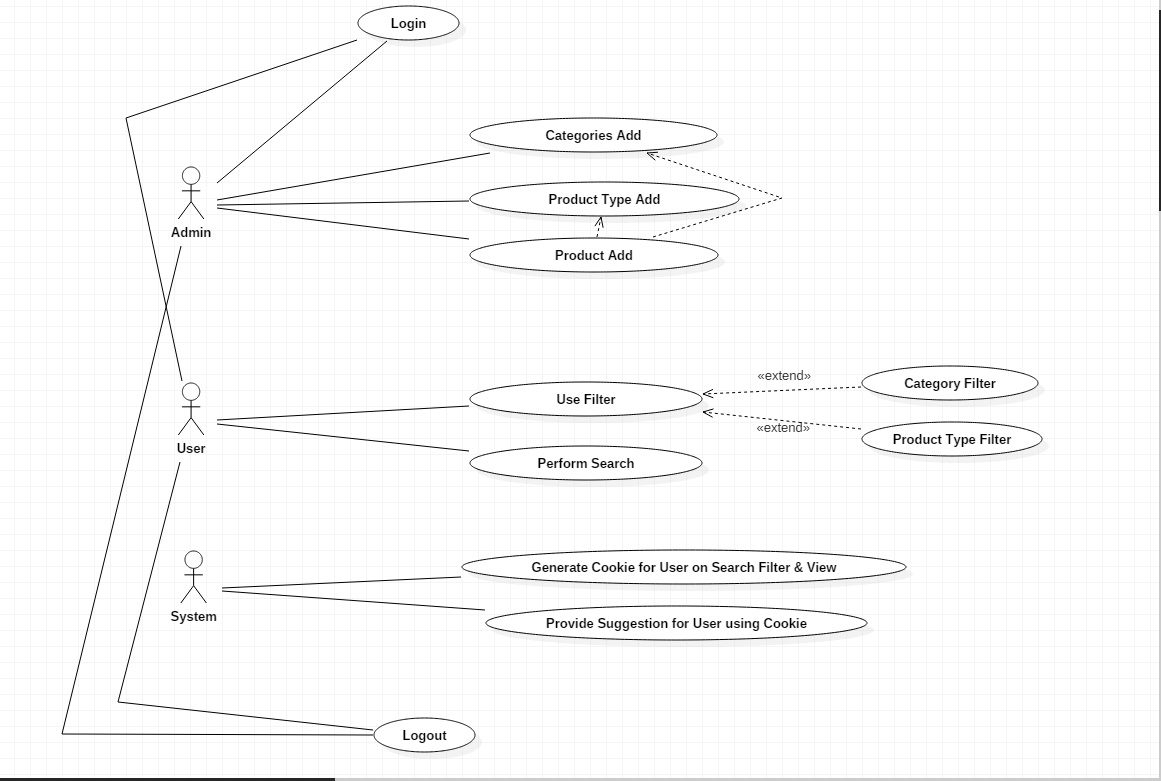 Login
Categories Add
Product Type Add
Admin
Product Add
«extend»
Category Filter
Use Filter
«extend»
Product Type Filter
User
Perform Search
Generate Cookie for User on Search Filter & View
System
Provide Suggestion for User using Cookie
Logout